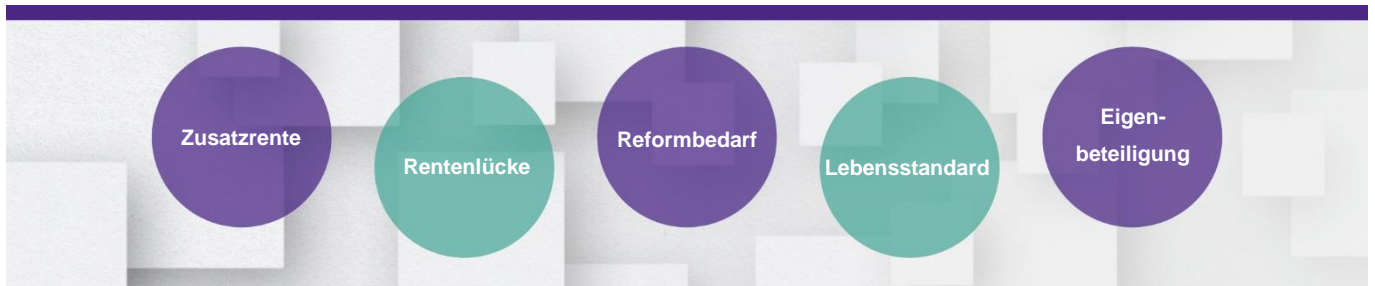 Zusatzrente
Rentenlücke
Reformbedarf
Lebensstandard
Eigen-
beteiligung